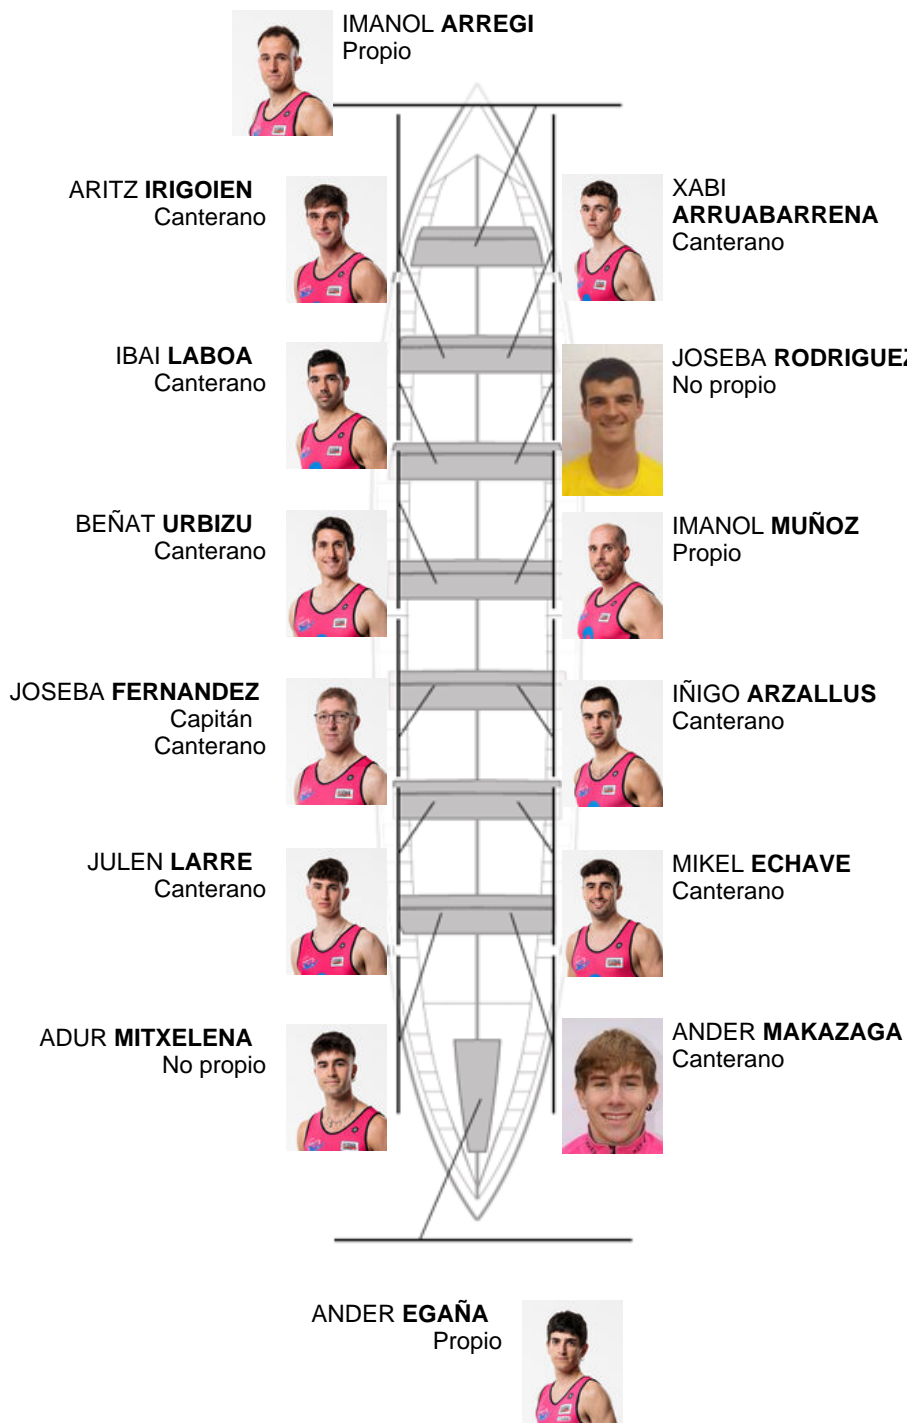 IMANOL ARREGI
Propio
ARITZ IRIGOIEN
Canterano
XABI
ARRUABARRENA
Canterano
IBAI LABOA
Canterano
JOSEBA RODRIGUEZ
No propio
BEÑAT URBIZU
Canterano
IMANOL MUÑOZ
Propio
JOSEBA FERNANDEZ
Capitán
Canterano
IÑIGO ARZALLUS
Canterano
JULEN LARRE
Canterano
MIKEL ECHAVE
Canterano
ADUR MITXELENA
No propio
ANDER MAKAZAGA
Canterano
ANDER EGAÑA
Propio